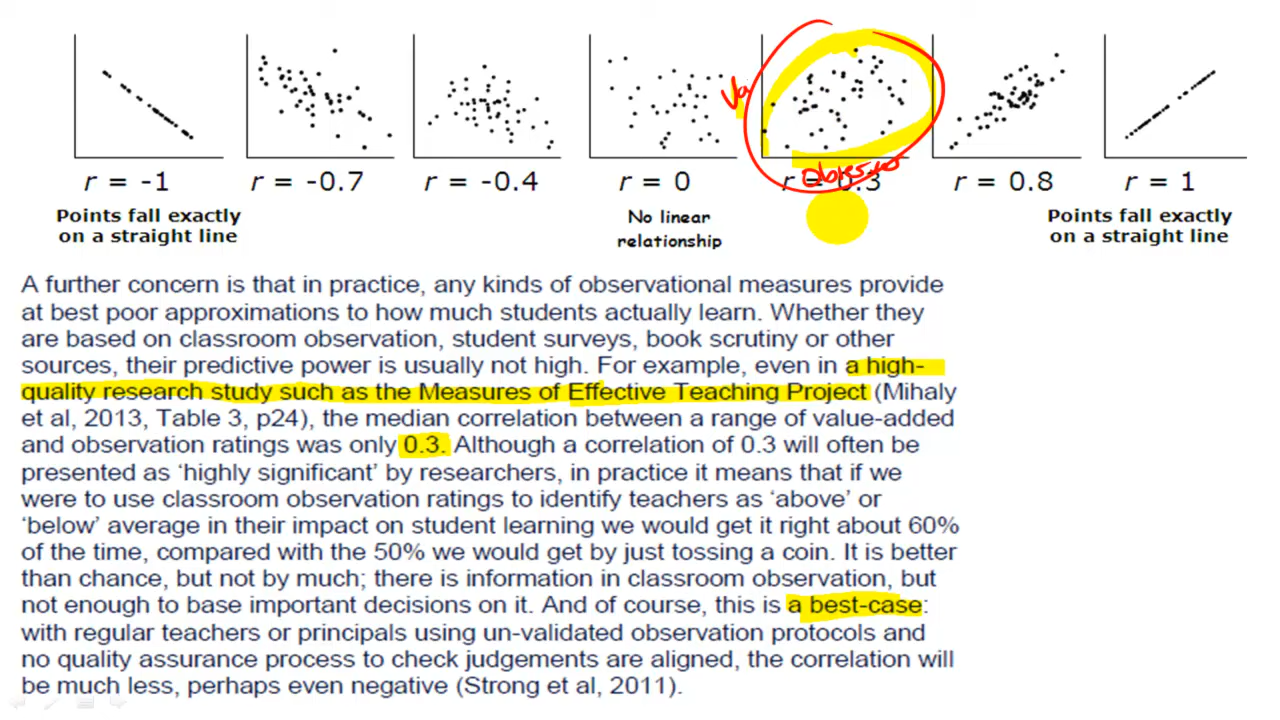 r = -1
r = -0.7
r = -0.4
r = 0
r = 0.3
r = 0.8
r = 1
Points fall exactly
on a straight line
No linear
relationship
Points fall exactly
on a straight line
A further concern is that in practice, any kinds of observational measures provide
at best poor approximations to how much students actually learn. Whether they
are based on classroom observation, student surveys, book scrutiny or other
sources, their predictive power is usually not high. For example, even in a high-
quality research study such as the Measures of Effective Teaching Project (Mihaly
et al, 2013, Table 3, p24), the median correlation between a range of value-added
and observation ratings was only 0.3. Although a correlation of 0.3 will often be
presented as ‘highly significant’ by researchers, in practice it means that if we
were to use classroom observation ratings to identify teachers as ‘above’ or
‘below’ average in their impact on student learning we would get it right about 60%
of the time, compared with the 50% we would get by just tossing a coin. It is better
than chance, but not by much; there is information in classroom observation, but
not enough to base important decisions on it. And of course, this is a best-case:
with regular teachers or principals using un-validated observation protocols and
no quality assurance process to check judgements are aligned, the correlation will
be much less, perhaps even negative (Strong et al, 2011).